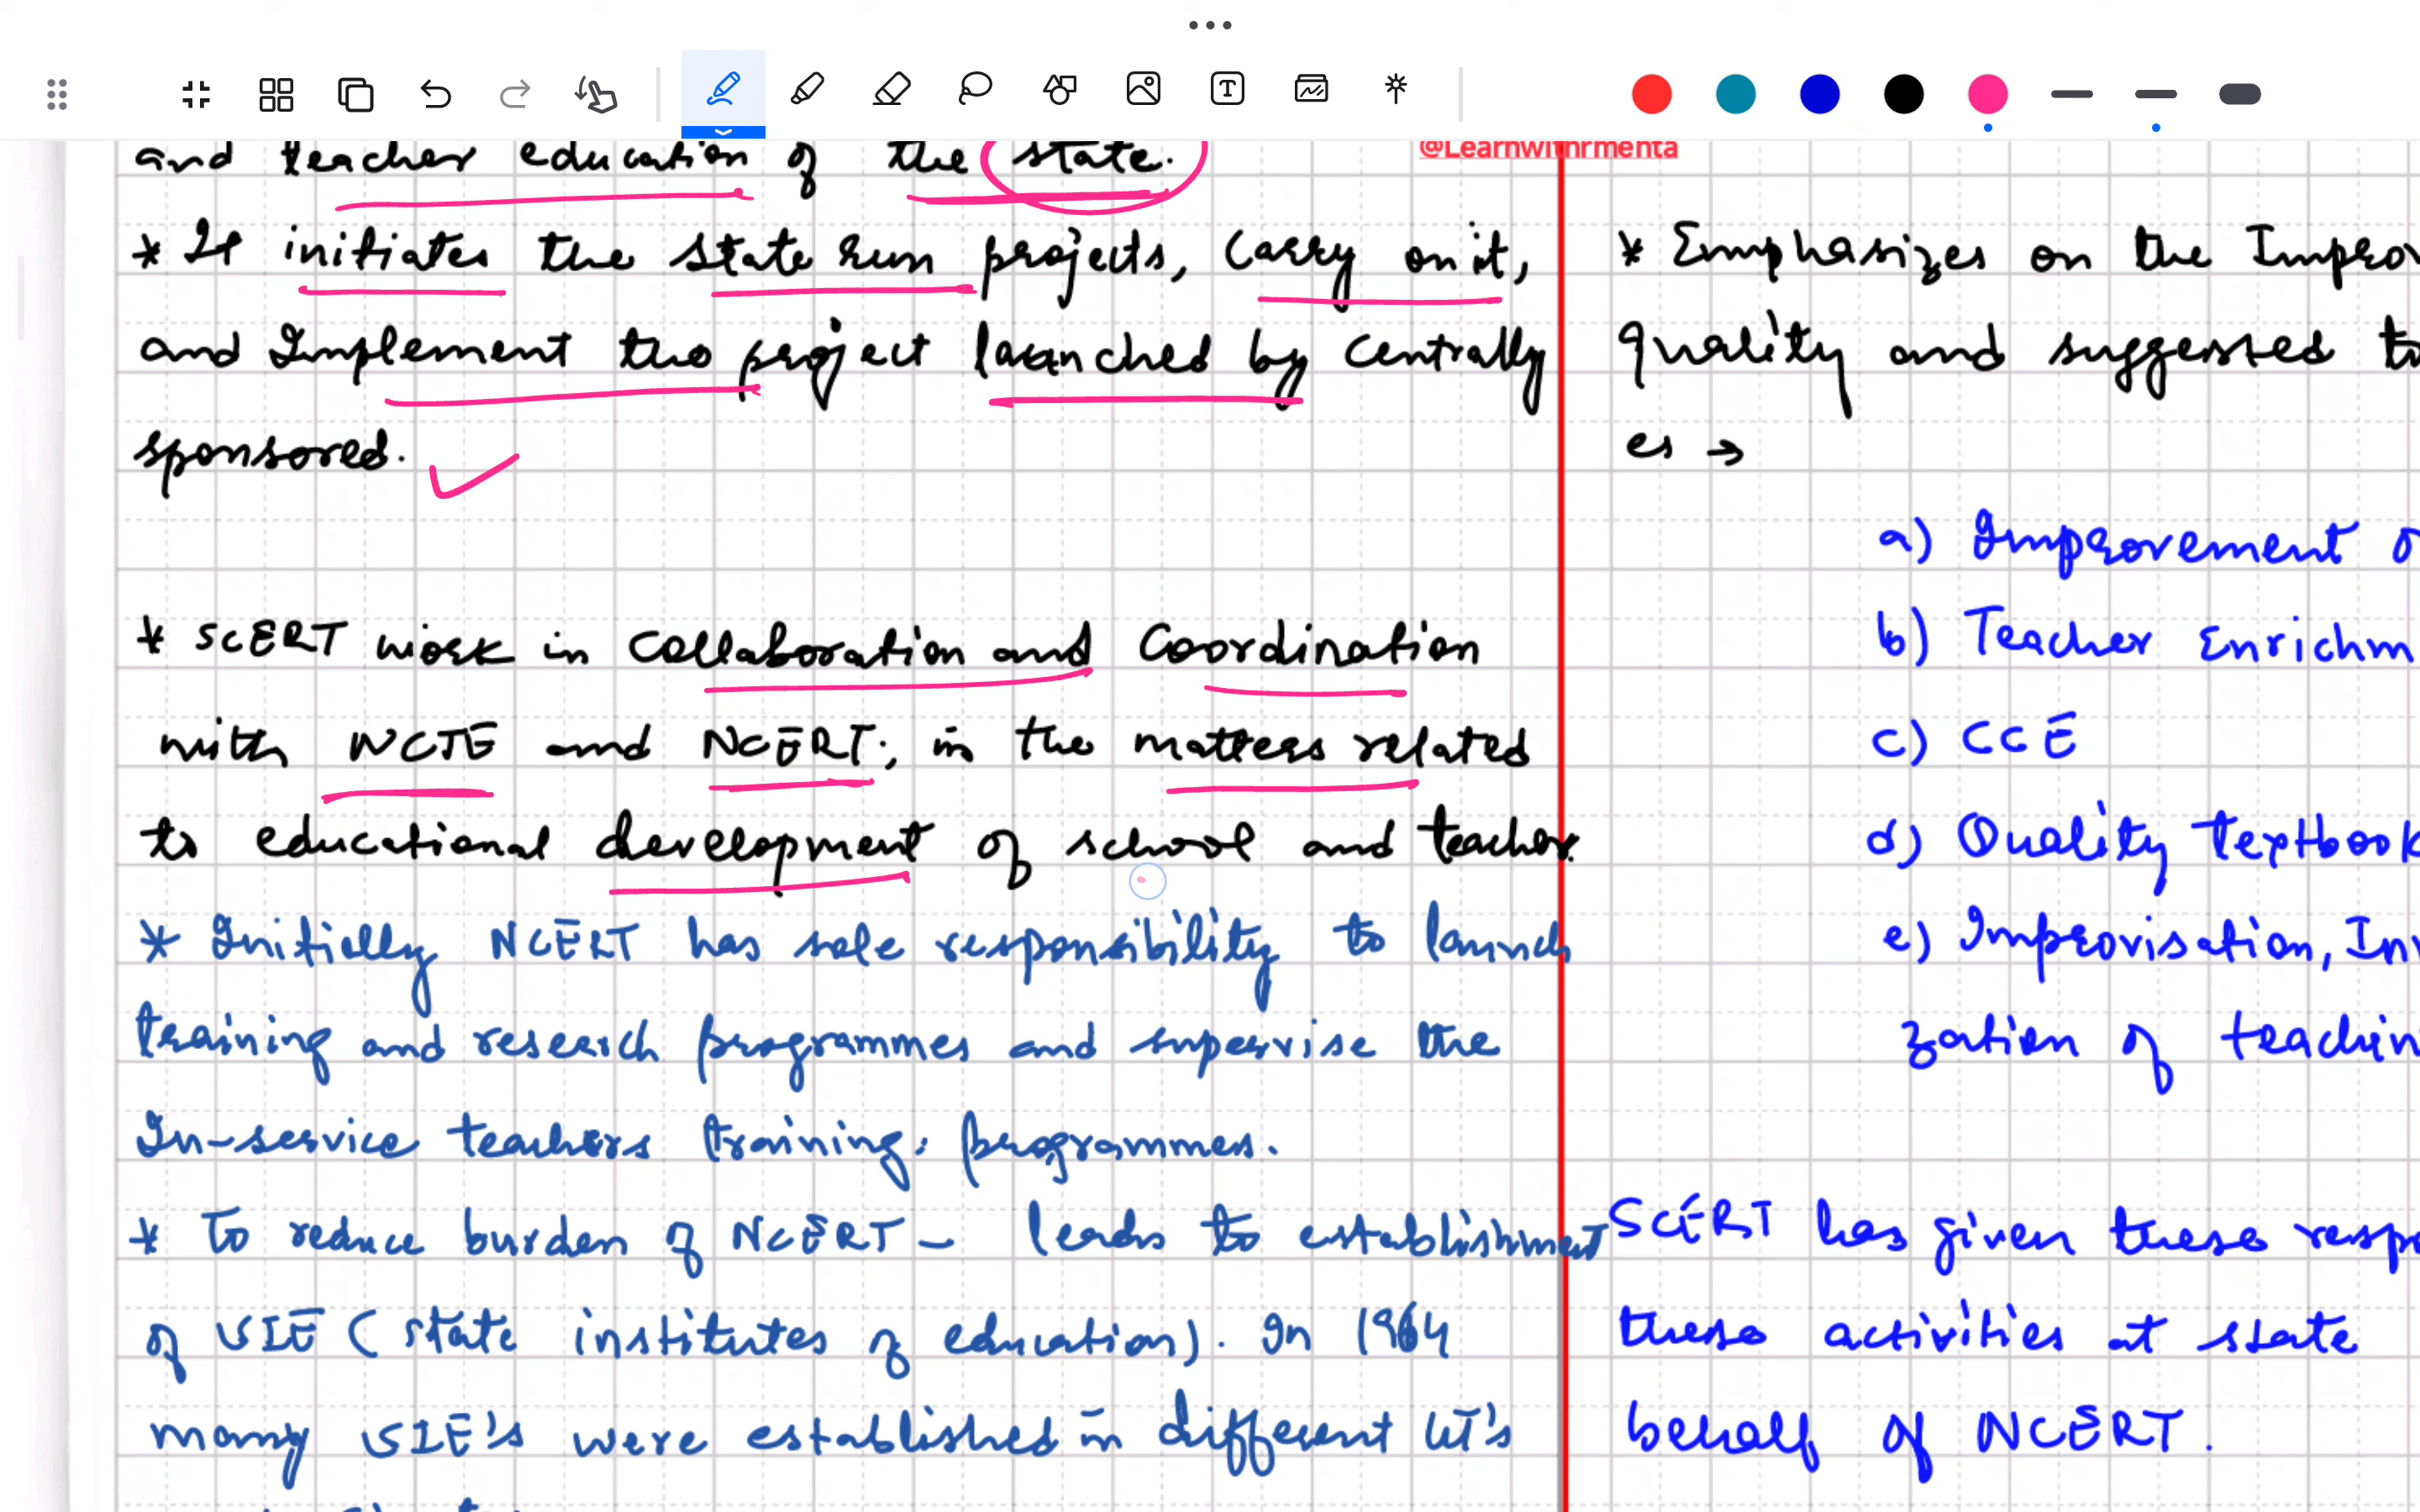 and teacher education of the state.
* It initiates the state run projects, carry on it,
and Implement the project launched by centrally
sponsored.
* SCERT work in collaboration and coordination
with NCTE and NCERT; in the matters related
to educational development of school and teacher.
* Initially NCERT has sole responsibility to launch
training and research programmes and supervise the
In-service teachers training programmes.
* To reduce burden of NCERT - leads to establishment
of SIE (state institutes of education). In 1964
many SIE's were established in different UT's
@Learnwithrmenta
* Emphasizes on the Improv
quality and suggested
es →
a) Improvement
b) Teacher Enrichm
c) CCE
d) Quality Textbook
e) Improvisation, Inv
zation of teachin
SCERT has given these respo
these activities at state
behalf of NCERT.